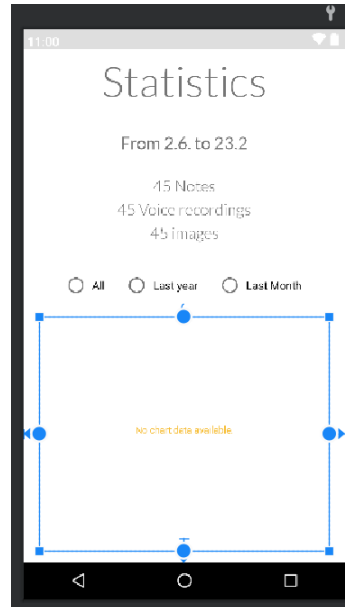 11:00
Statistics
From 2.6. to 23.2
45 Notes
45 Voice recordings
45 images
All Last year Last Month
No chart data available.